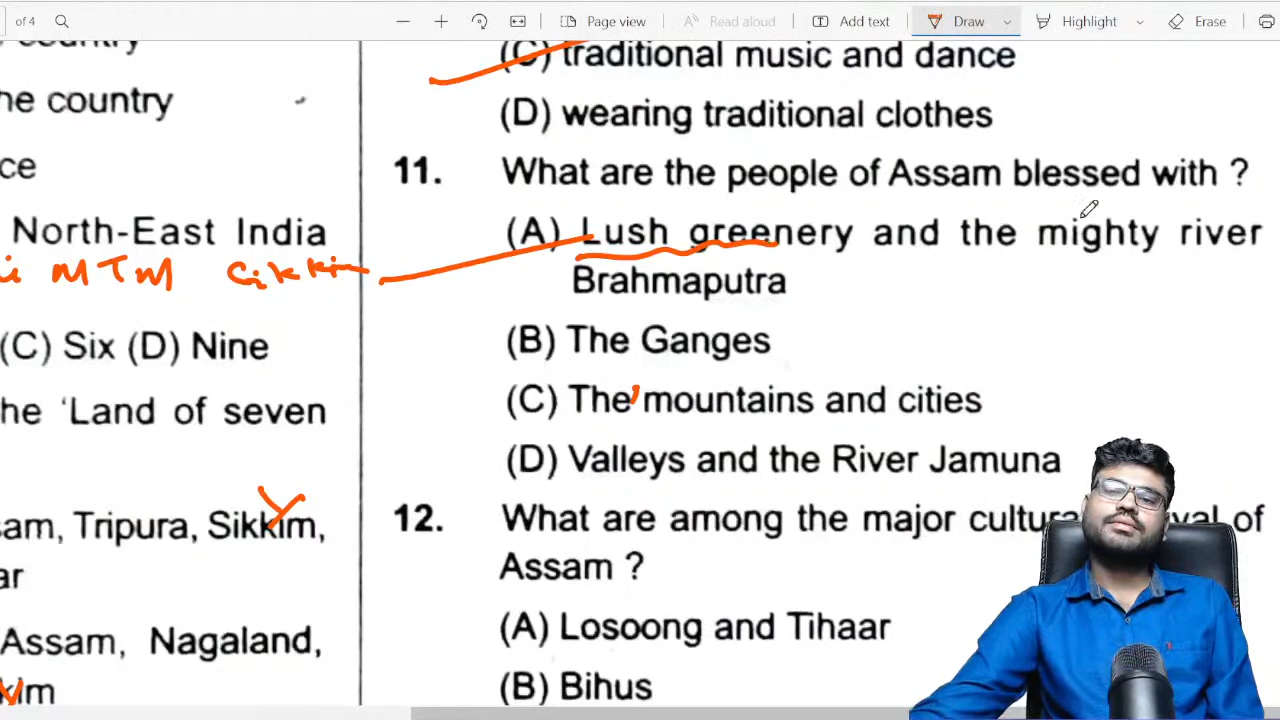 of 4
Page view
Read aloud
Add text
Draw
Highlight
Erase
country
he country
ce
North-East India
MTM
(C) Six (D) Nine
he ‘Land of seven
sam, Tripura, Sikkim,
ar
Assam, Nagaland,
kim
(C) traditional music and dance
(D) wearing traditional clothes
11. What are the people of Assam blessed with ?
(A) Lush greenery and the mighty river
Brahmaputra
(B) The Ganges
(C) The mountains and cities
(D) Valleys and the River Jamuna
12. What are among the major cultura val of
Assam ?
(A) Losoong and Tihaar
(B) Bihus